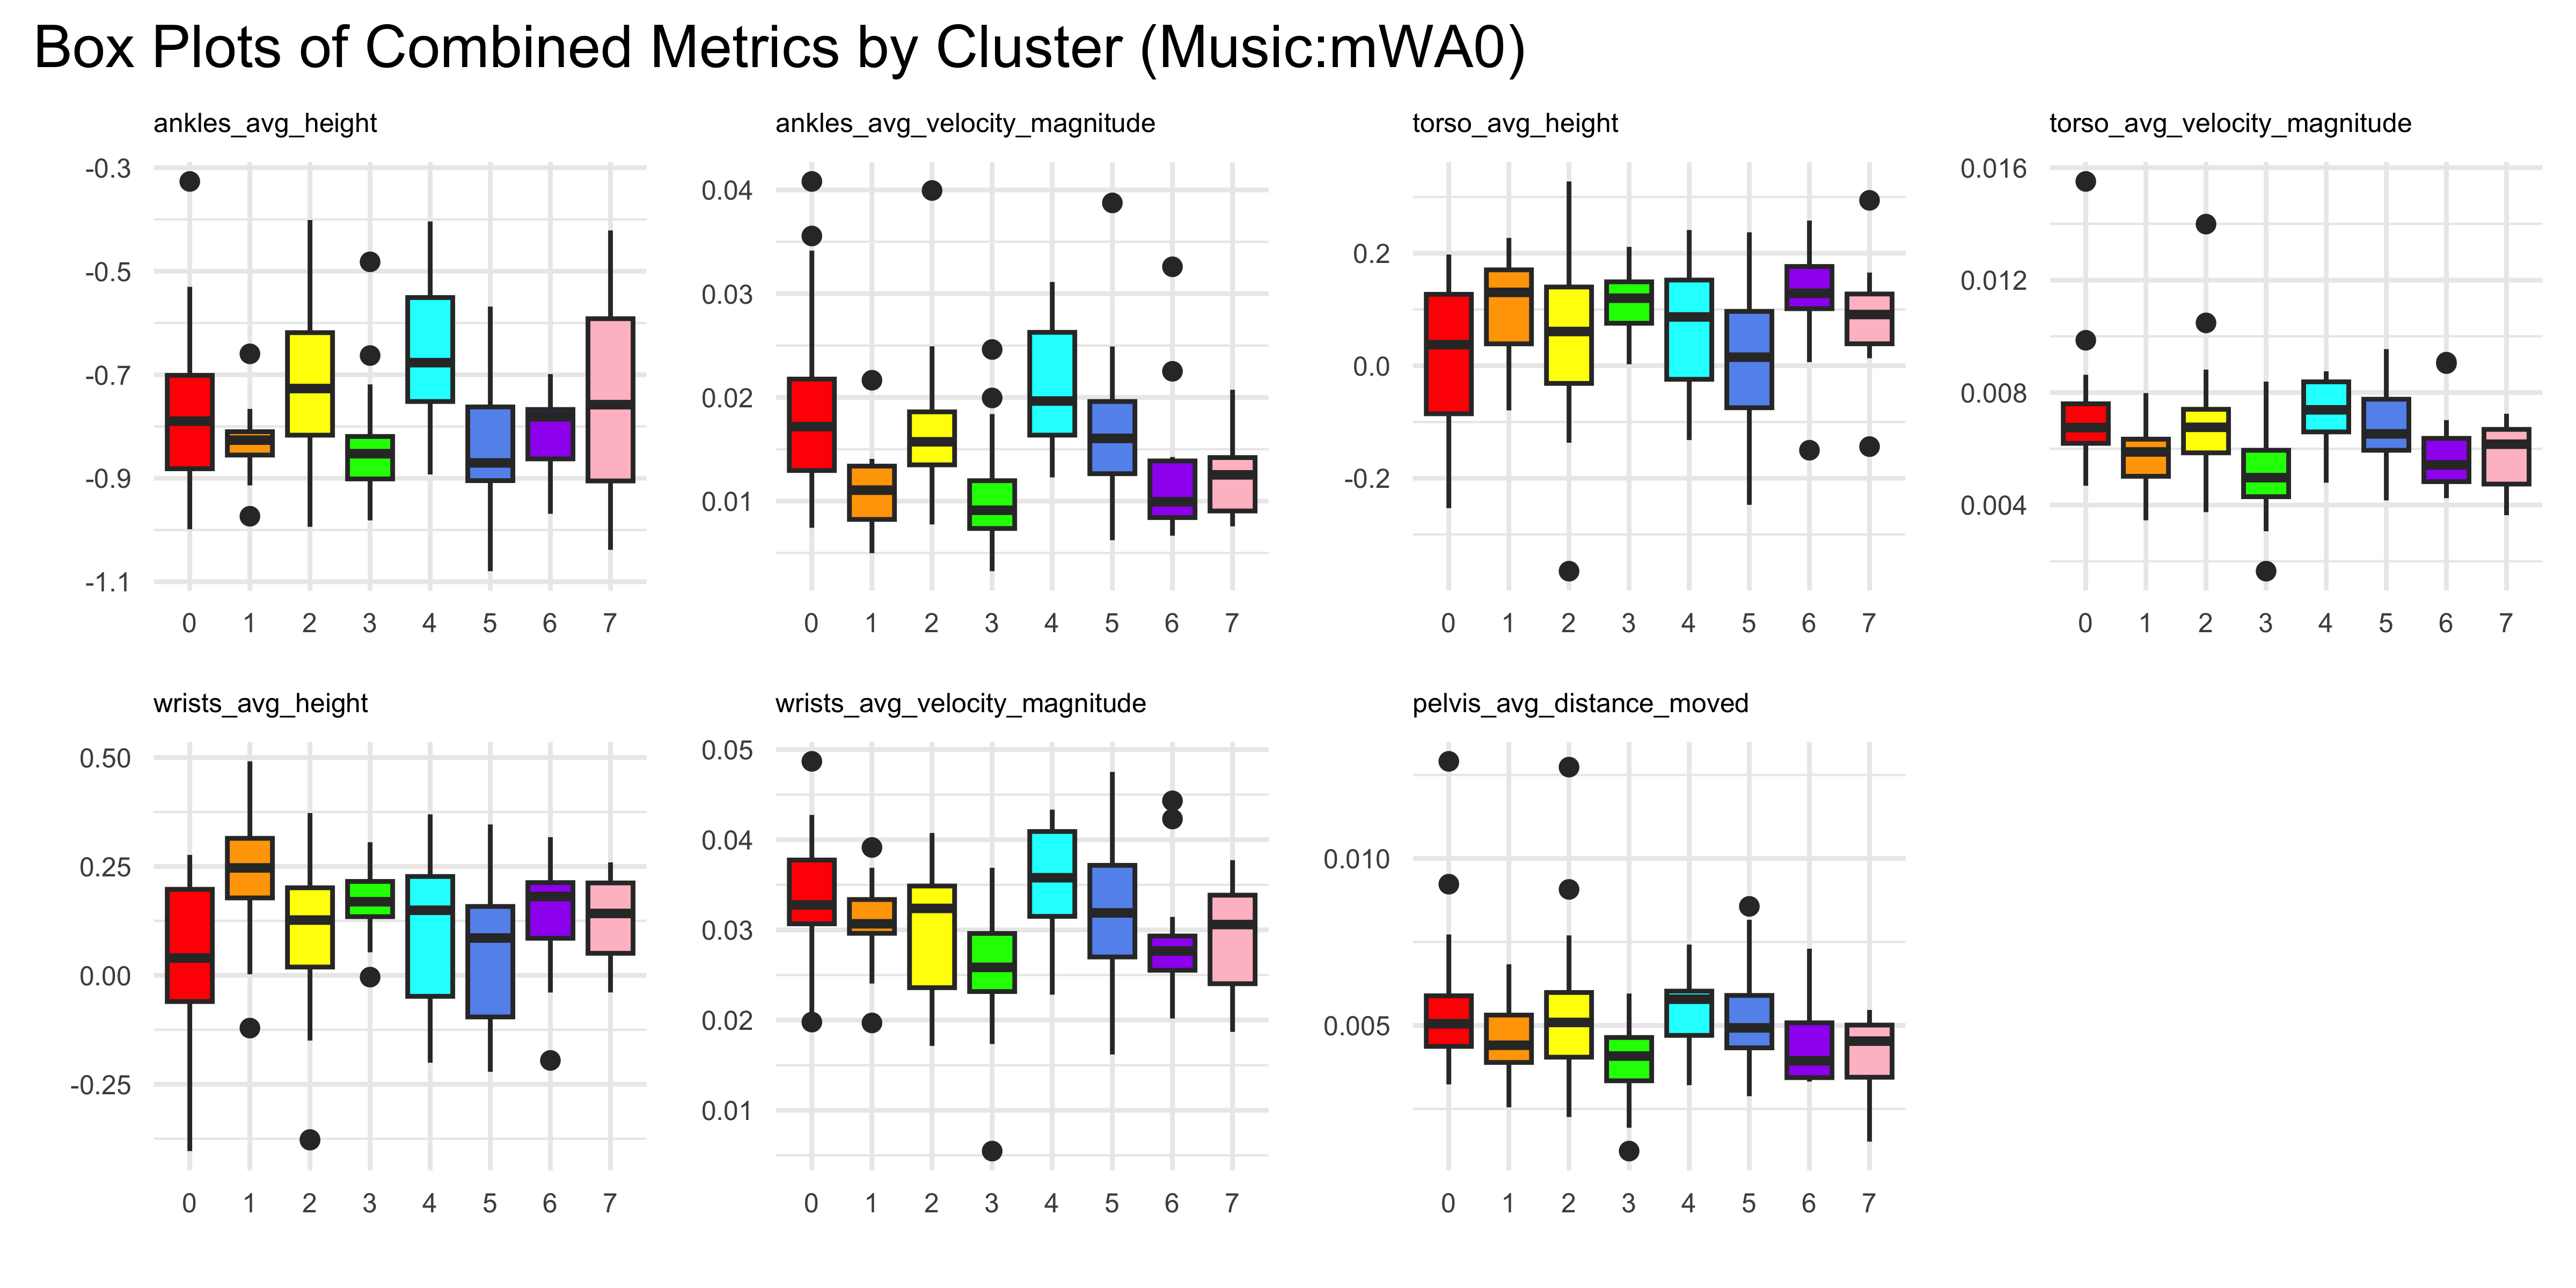 Box Plots of Combined Metrics by Cluster (Music:mWA0)
ankles_avg_height
-0.3
-0.5
-0.7
-0.9
-1.1
0 1 2 3 4 5 6 7
ankles_avg_velocity_magnitude
0.04
0.03
0.02
0.01
0 1 2 3 4 5 6 7
torso_avg_height
0.2
0.0
-0.2
0 1 2 3 4 5 6 7
torso_avg_velocity_magnitude
0.016
0.012
0.008
0.004
0 1 2 3 4 5 6 7
wrists_avg_height
0.50
0.25
0.00
-0.25
0 1 2 3 4 5 6 7
wrists_avg_velocity_magnitude
0.05
0.04
0.03
0.02
0.01
0 1 2 3 4 5 6 7
pelvis_avg_distance_moved
0.010
0.005
0 1 2 3 4 5 6 7